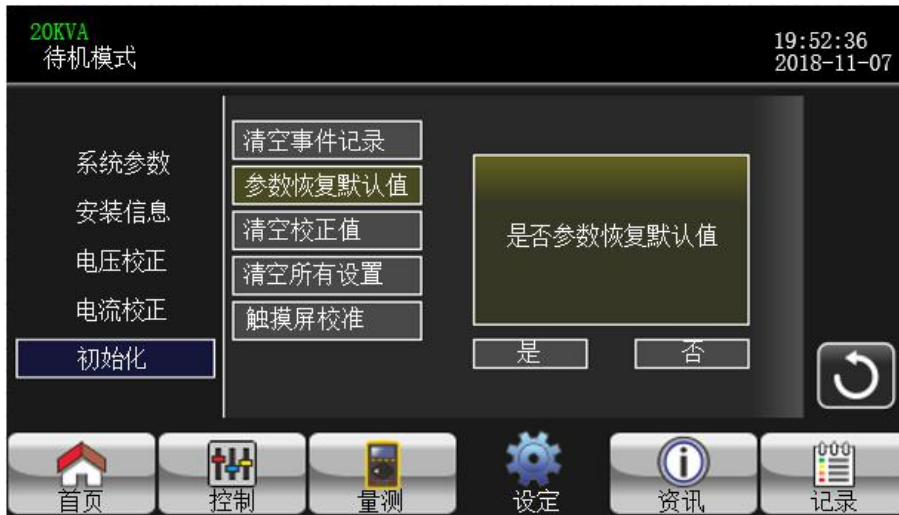 20KVA
待机模式
19:52:36
2018-11-07
系统参数
安装信息
电压校正
电流校正
初始化
清空事件记录
参数恢复默认值
清空校正值
清空所有设置
触摸屏校准
是否参数恢复默认值
是
否
首页
控制
量测
设定
资讯
记录